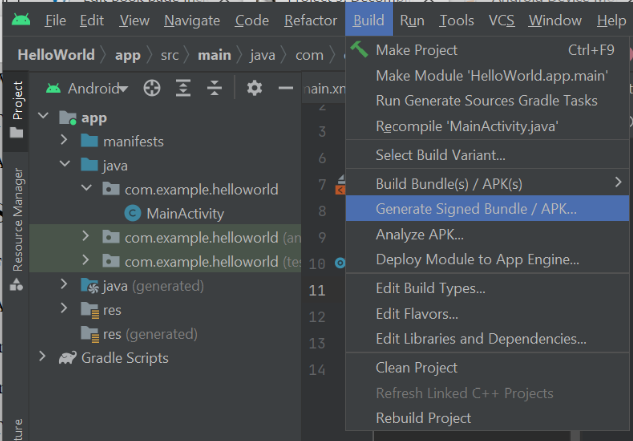 File Edit View Navigate Code Refactor Build Run Tools VCS Window Help
HelloWorld app src main java com
Make Project Ctrl+F9
Make Module 'HelloWorld.app.main'
Run Generate Sources Gradle Tasks
Recompile 'MainActivity.java'
Select Build Variant...
Build Bundle(s) / APK(s)
Generate Signed Bundle / APK...
Analyze APK...
Deploy Module to App Engine...
Edit Build Types...
Edit Flavors...
Edit Libraries and Dependencies...
Clean Project
Refresh Linked C++ Projects
Rebuild Project
Project
Resource Manager
Android
app
manifests
java
com.example.helloworld
MainActivity
com.example.helloworld (an
com.example.helloworld (te
java (generated)
res
res (generated)
Gradle Scripts
nain.xm
2
3
4
5
6
7
8
9
10
11
12
13
14